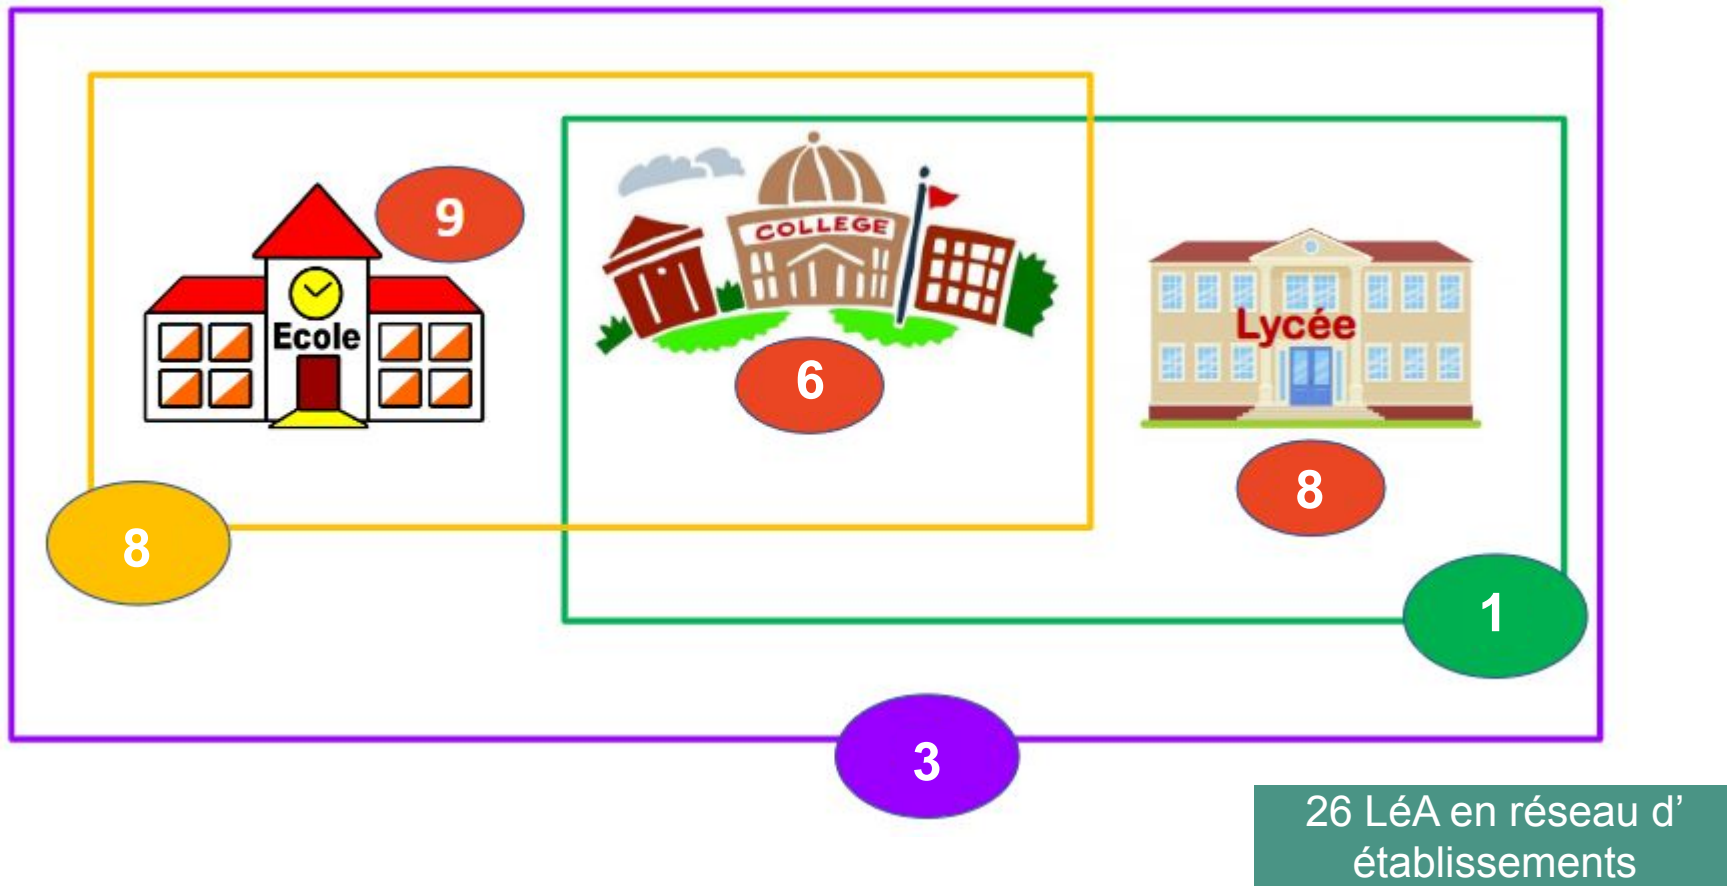 9
COLLEGE
Ecole
Lycée
6
8
8
1
3
26 LéA en réseau d’
établissements